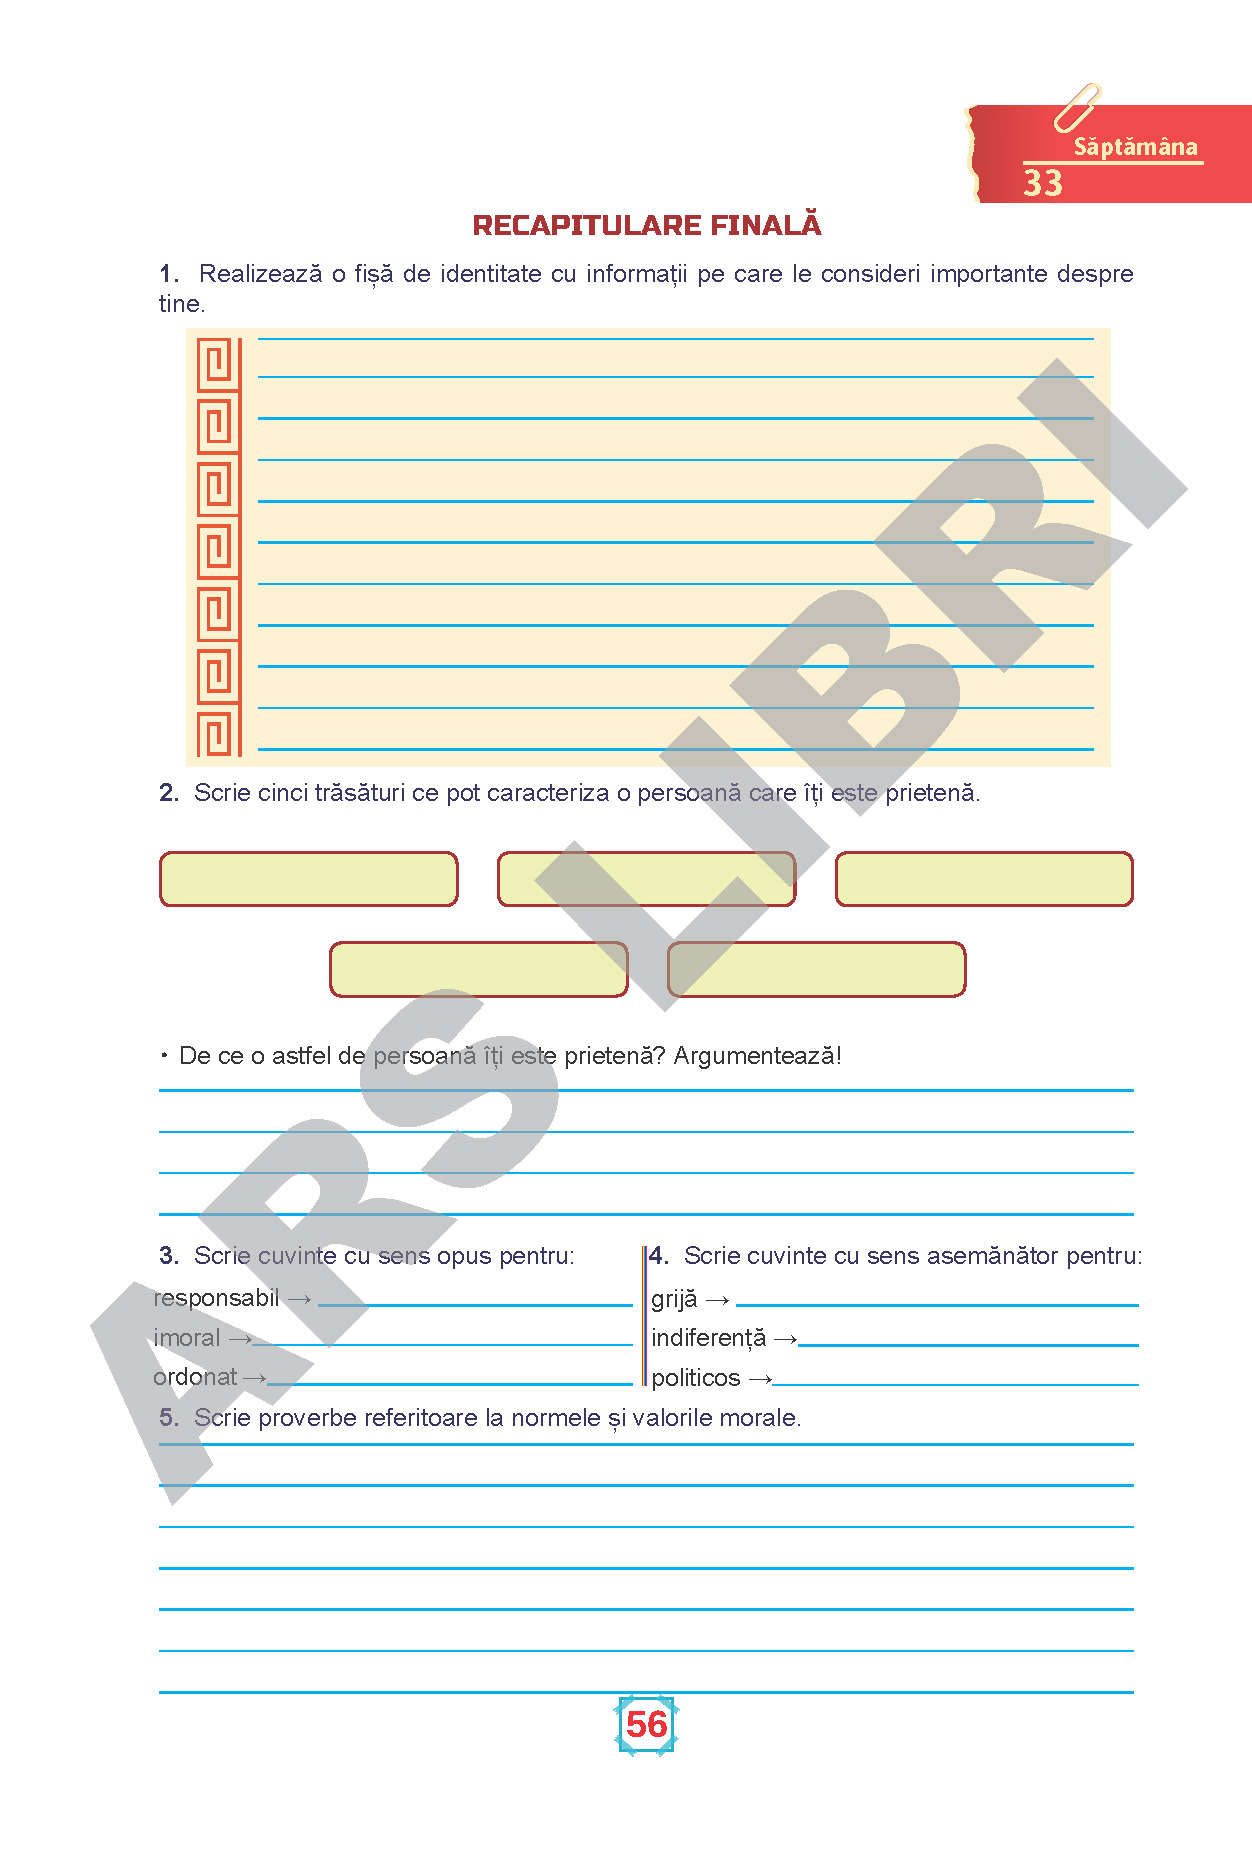 Săptămâna
33
RECAPITULARE FINALĂ
1. Realizează o fișă de identitate cu informații pe care le consideri importante despre
tine.
2. Scrie cinci trăsături ce pot caracteriza o persoană care îți este prietenă.
• De ce o astfel de persoană îți este prietenă? Argumentează!
3. Scrie cuvinte cu sens opus pentru:
responsabil →
imoral →
ordonat →
4. Scrie cuvinte cu sens asemănător pentru:
grijă →
indiferență →
politicos →
5. Scrie proverbe referitoare la normele și valorile morale.
56
ARS LIBRI